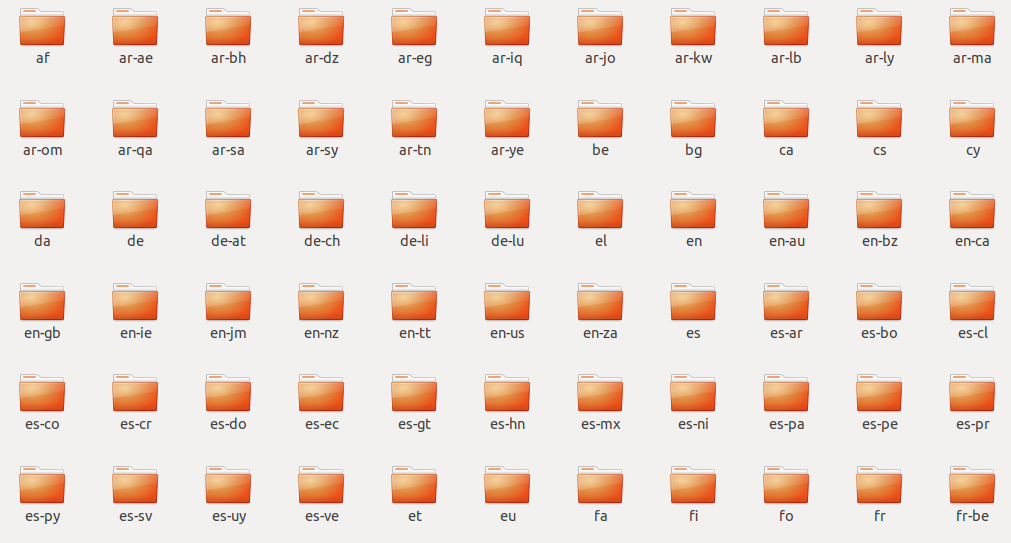 af ar-ae ar-bh ar-dz ar-eg ar-iq ar-jo ar-kw ar-lb ar-ly ar-ma
ar-om ar-qa ar-sa ar-sy ar-tn ar-ye be bg ca cs cy
da de de-at de-ch de-li de-lu el en en-au en-bz en-ca
en-gb en-ie en-jm en-nz en-tt en-us en-za es es-ar es-bo es-cl
es-co es-cr es-do es-ec es-gt es-hn es-mx es-ni es-pa es-pe es-pr
es-py es-sv es-uy es-ve et eu fa fi fo fr fr-be